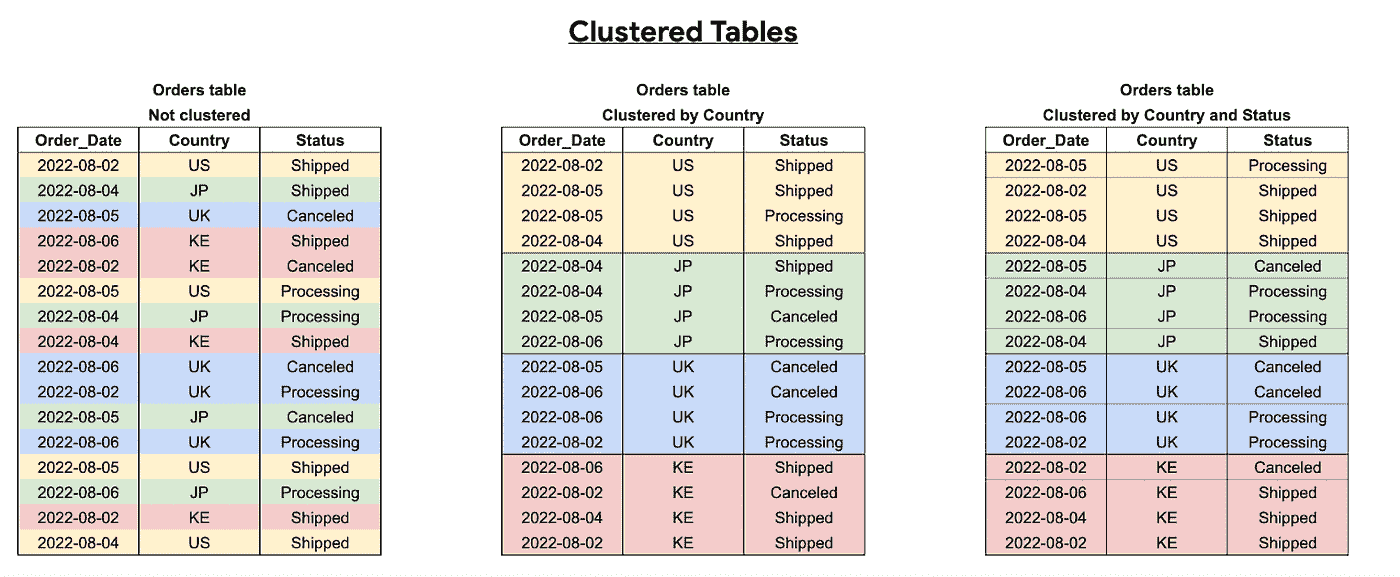 Clustered Tables
Orders table
Not clustered
Order_Date Country Status
2022-08-02 US Shipped
2022-08-04 JP Shipped
2022-08-05 UK Canceled
2022-08-06 KE Shipped
2022-08-02 KE Canceled
2022-08-05 US Processing
2022-08-04 JP Processing
2022-08-04 KE Shipped
2022-08-06 UK Canceled
2022-08-02 UK Processing
2022-08-05 JP Canceled
2022-08-06 UK Processing
2022-08-05 US Shipped
2022-08-06 JP Processing
2022-08-02 KE Shipped
2022-08-04 US Shipped
Orders table
Clustered by Country
Order_Date Country Status
2022-08-02 US Shipped
2022-08-05 US Shipped
2022-08-05 US Processing
2022-08-04 US Shipped
2022-08-04 JP Shipped
2022-08-04 JP Processing
2022-08-05 JP Canceled
2022-08-06 JP Processing
2022-08-05 UK Canceled
2022-08-06 UK Canceled
2022-08-06 UK Processing
2022-08-02 UK Processing
2022-08-06 KE Shipped
2022-08-02 KE Canceled
2022-08-04 KE Shipped
2022-08-02 KE Shipped
Orders table
Clustered by Country and Status
Order_Date Country Status
2022-08-05 US Processing
2022-08-02 US Shipped
2022-08-05 US Shipped
2022-08-04 US Shipped
2022-08-05 JP Canceled
2022-08-04 JP Processing
2022-08-06 JP Processing
2022-08-04 JP Shipped
2022-08-05 UK Canceled
2022-08-06 UK Canceled
2022-08-06 UK Processing
2022-08-02 UK Processing
2022-08-02 KE Canceled
2022-08-06 KE Shipped
2022-08-04 KE Shipped
2022-08-02 KE Shipped